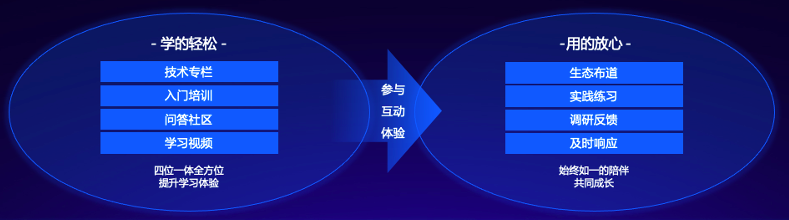 - 学的轻松 -
技术专栏
入门培训
问答社区
学习视频
四位一体全方位
提升学习体验
参与
互动
体验
-用的放心-
生态布道
实践练习
调研反馈
及时响应
始终如一的陪伴
共同成长